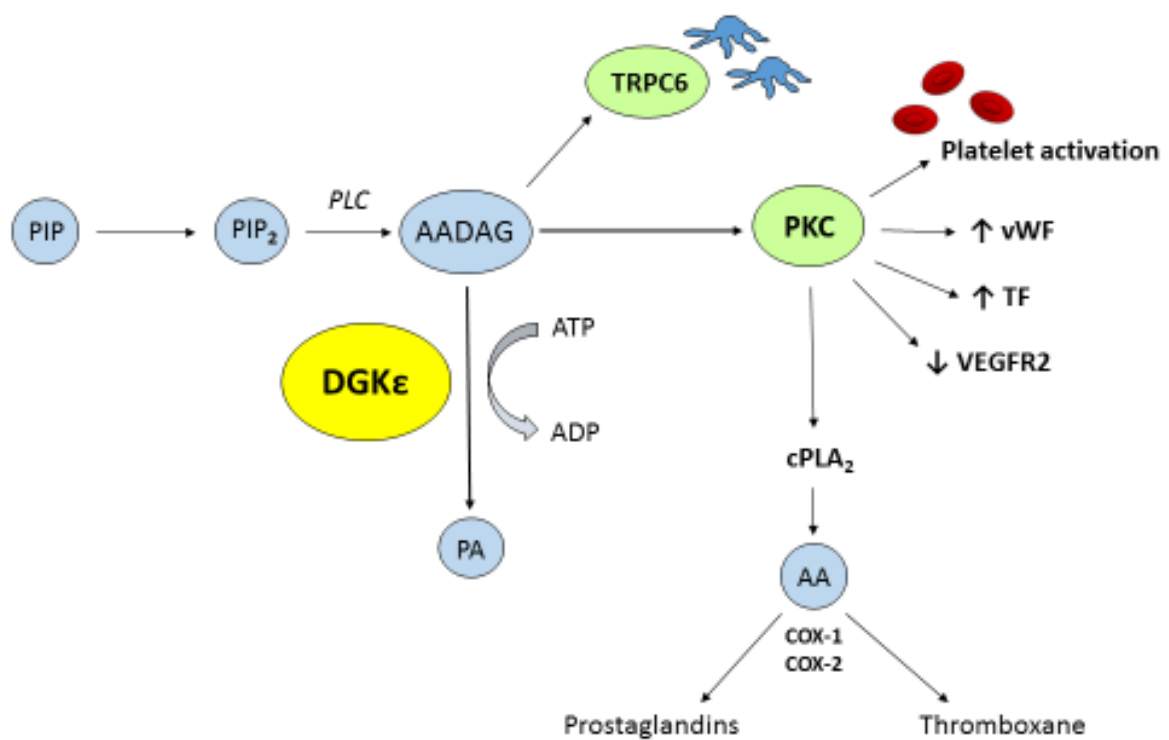 TRPC6
Platelet activation
PLC
PIP
PIP₂
AADAG
PKC
↑ vWF
↑ TF
ATP
DGKε
↓ VEGFR2
ADP
cPLA₂
PA
AA
COX-1
COX-2
Prostaglandins
Thromboxane